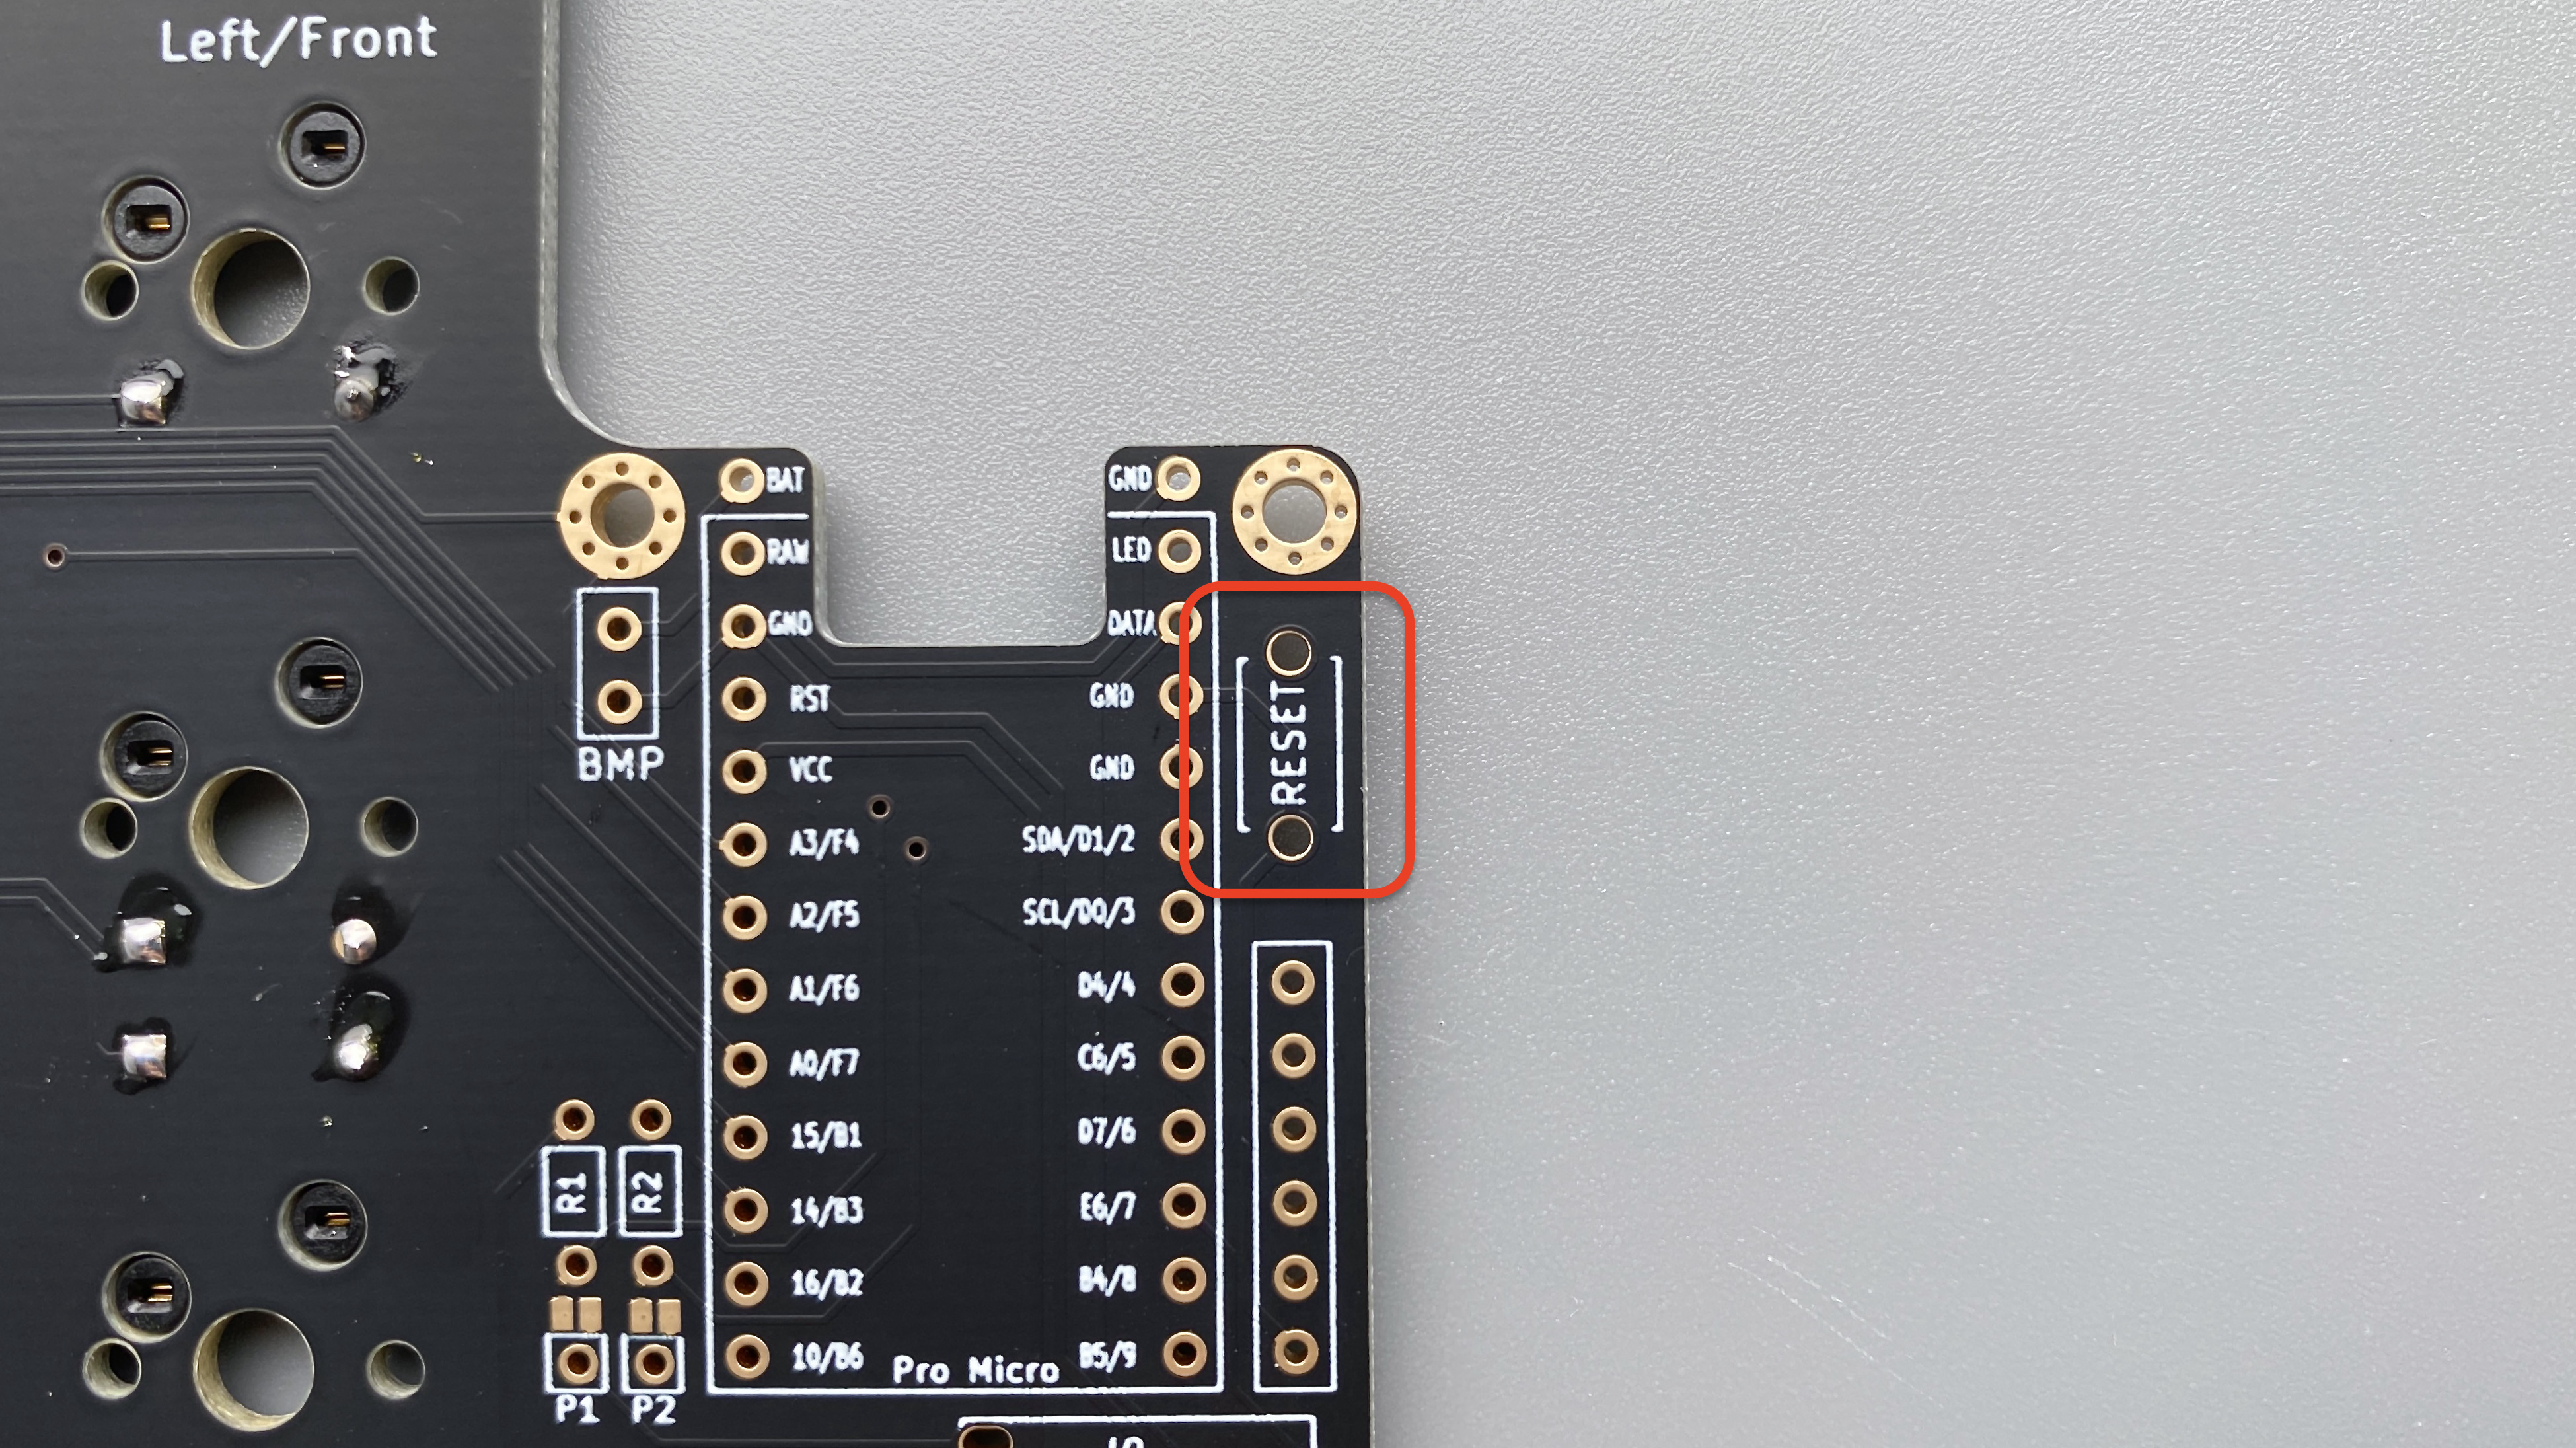 Left/Front
BAT
GND
RAW
LED
GND
DATA
RST
GND
BMP
VCC
GND
RESET
A3/F4
SDA/D1/2
A2/F5
SCL/D0/3
A1/F6
D4/4
A0/F7
C6/5
15/B1
D7/6
R1
R2
14/B3
E6/7
16/B2
B4/8
10/B6
Pro Micro
B5/9
P1
P2